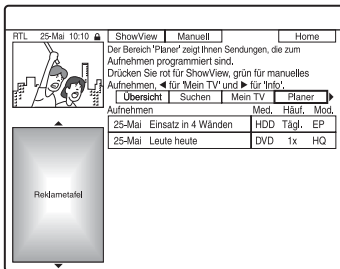 RTL 25-Mai 10:10 ShowView Manuell Home
Der Bereich 'Planer' zeigt Ihnen Sendungen, die zum
Aufnehmen programmiert sind.
Drücken Sie rot für ShowView, grün für manuelles
Aufnehmen, ◀ für 'Mein TV' und ▶ für 'Info'.
Übersicht Suchen Mein TV Planer
Aufnehmen Med. Häuf. Mod.
25-Mai Einsatz in 4 Wänden HDD Tägl. EP
25-Mai Leute heute DVD 1x HQ
Reklametafel